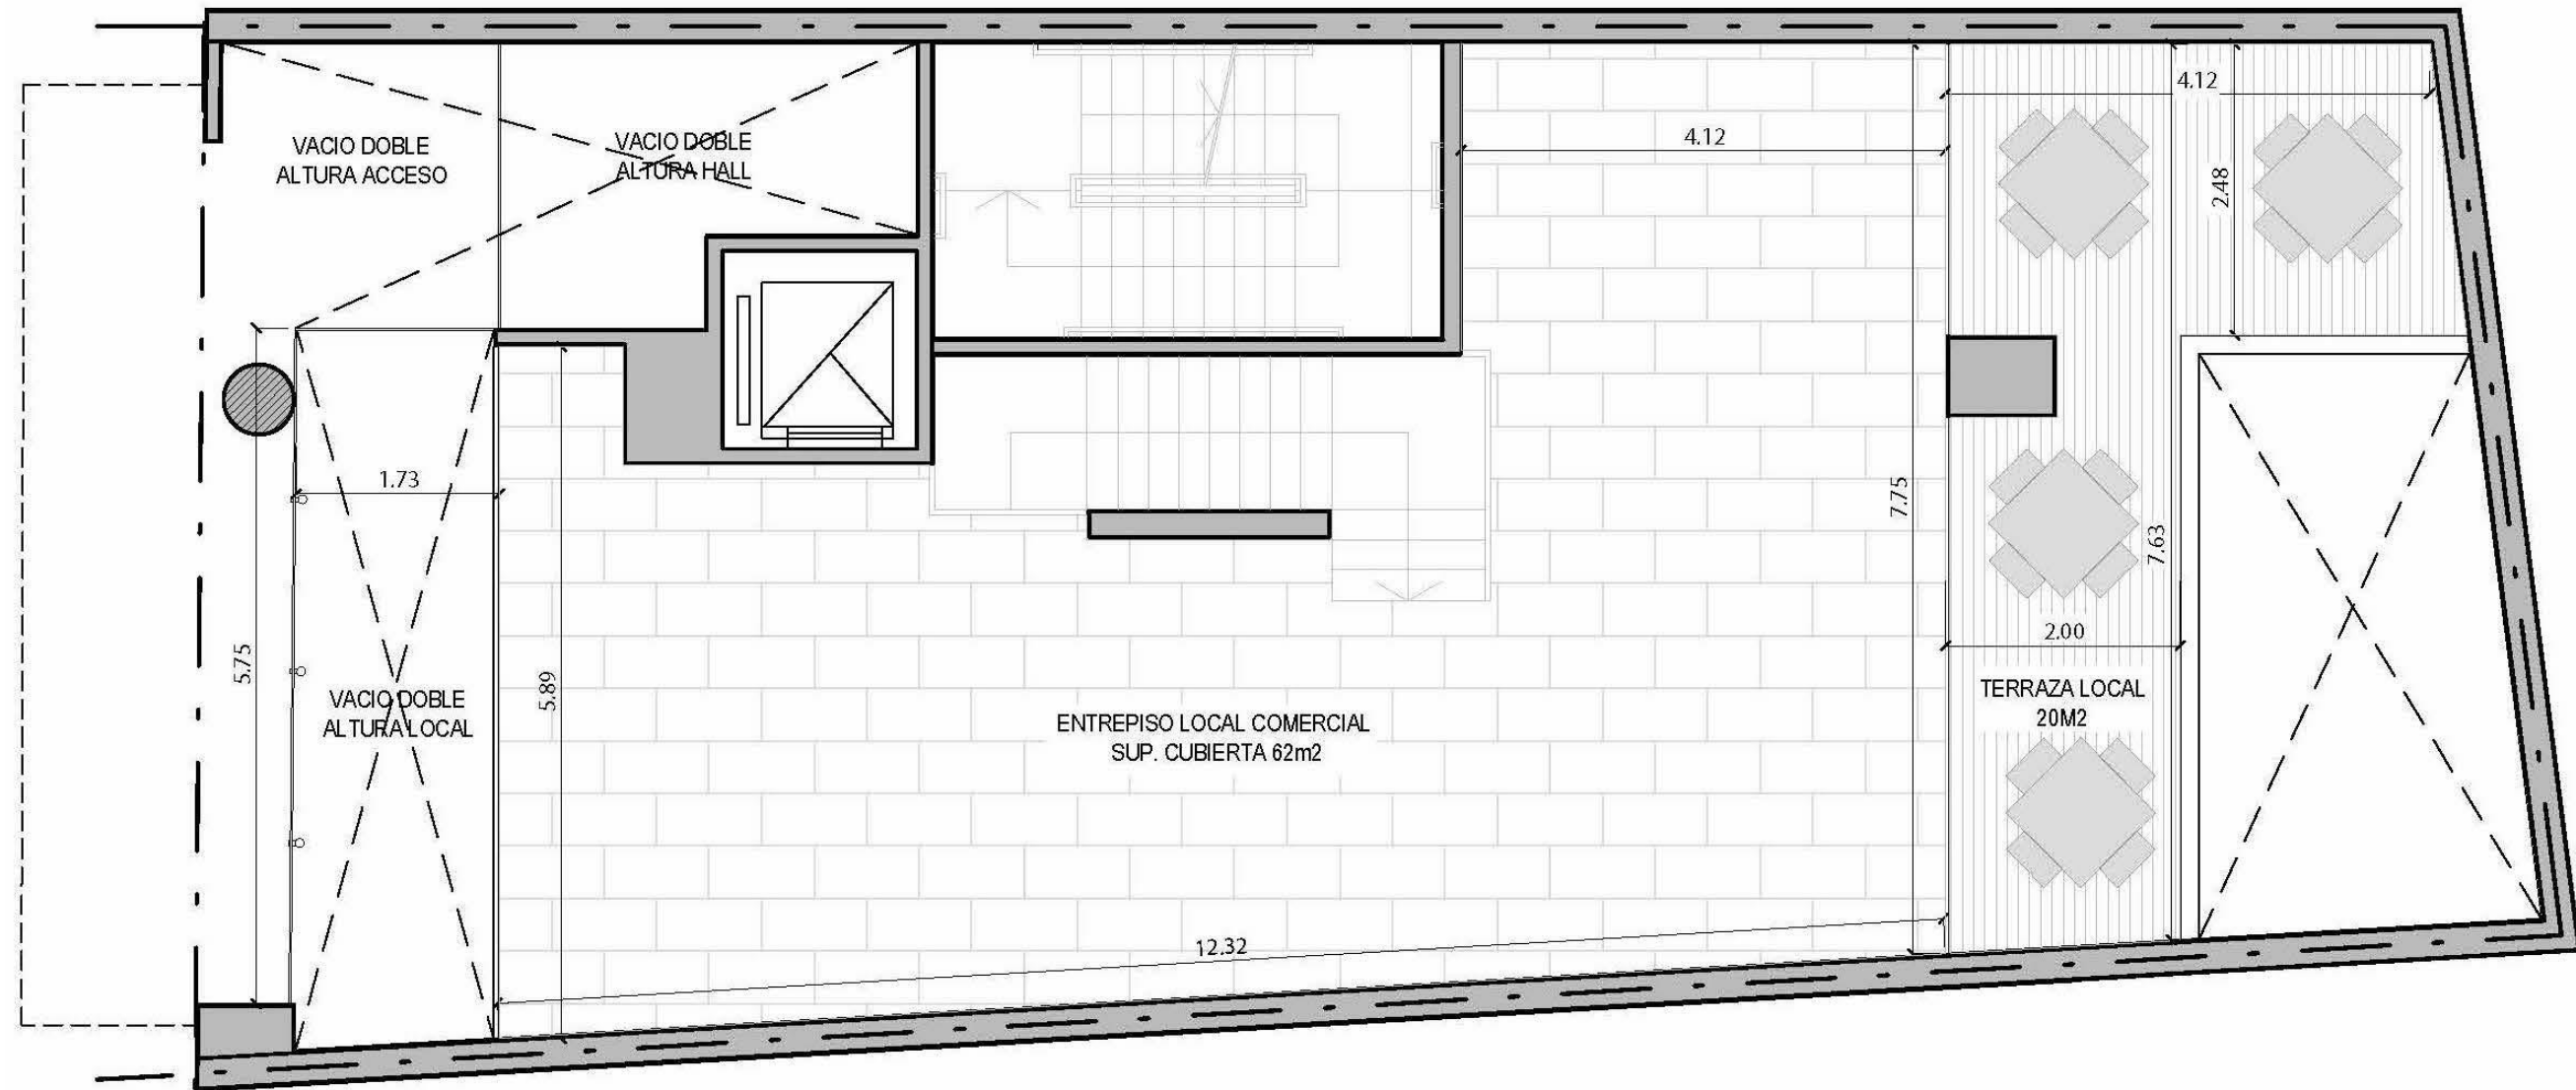 VACIO DOBLE
ALTURA ACCESO
VACIO DOBLE
ALTURA HALL
4.12
4.12
2.48
1.73
7.75
7.63
5.75
5.89
2.00
VACIO DOBLE
ALTURA LOCAL
ENTREPISO LOCAL COMERCIAL
SUP. CUBIERTA 62m2
TERRAZA LOCAL
20M2
12.32